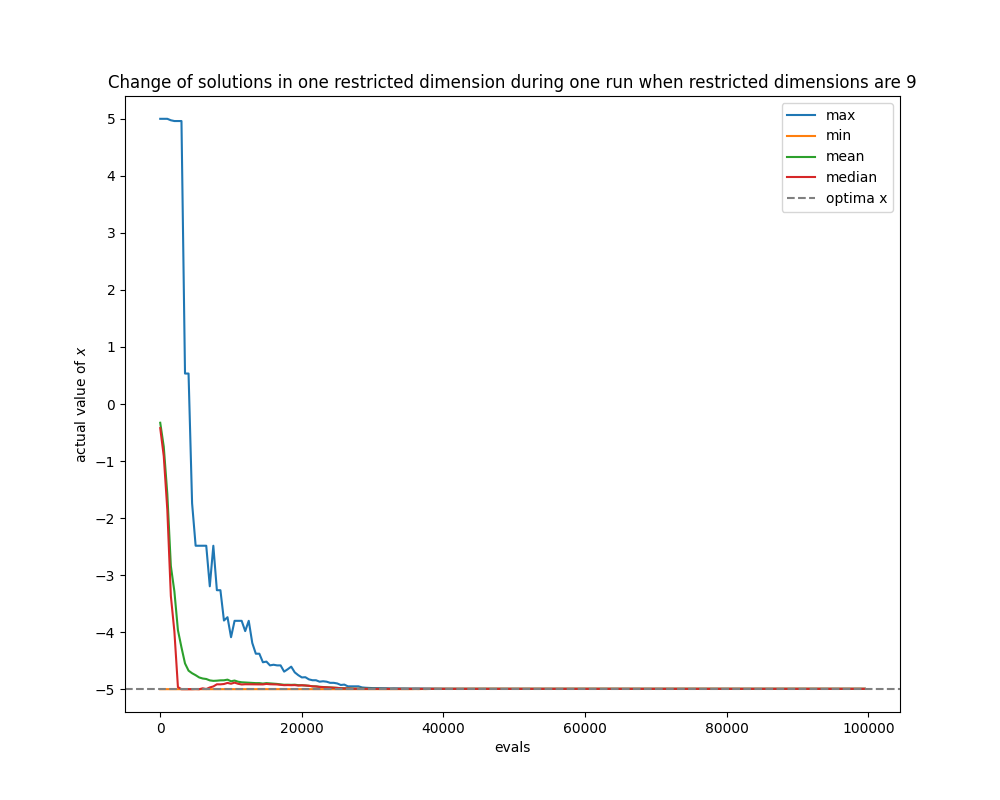 Change of solutions in one restricted dimension during one run when restricted dimensions are 9
max
min
mean
median
optima x
5
4
3
2
1
0
−1
−2
−3
−4
−5
actual value of x
0
20000
40000
60000
80000
100000
evals